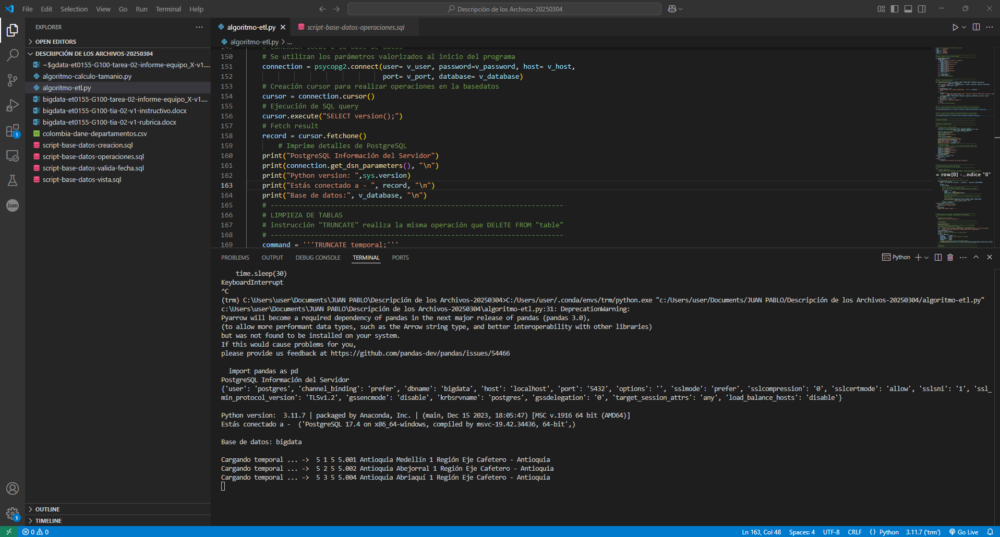 File Edit Selection View Go Run Terminal Help
Descripción de los Archivos-20250304
EXPLORER
OPEN EDITORS
DESCRIPCIÓN DE LOS ARCHIVOS-20250304
~$gdata-et0155-G100-tarea-02-informe-equipo_X-v1....
algoritmo-calculo-tamanio.py
algoritmo-etl.py
bigdata-et0155-G100-tarea-02-informe-equipo_X-v1....
bigdata-et0155-G100-tia-02-v1-instructivo.docx
bigdata-et0155-G100-tia-02-v1-rubrica.docx
colombia-dane-departamentos.csv
script-base-datos-creacion.sql
script-base-datos-operaciones.sql
script-base-datos-valida-fecha.sql
script-base-datos-vista.sql
Json
1
1
OUTLINE
TIMELINE
algoritmo-etl.py
script-base-datos-operaciones.sql
algoritmo-etl.py > ...
149 # Conexión local a la base de datos
150 # Se utilizan los parámetros valorizados al inicio del programa
151 connection = psycopg2.connect(user= v_user, password=v_password, host= v_host,
152 port= v_port, database= v_database)
153 # Creación cursor para realizar operaciones en la basedatos
154 cursor = connection.cursor()
155 # Ejecución de SQL query
156 cursor.execute("SELECT version();")
157 # Fetch result
158 record = cursor.fetchone()
159 # Imprime detalles de PostgreSQL
160 print("PostgreSQL Información del Servidor")
161 print(connection.get_dsn_parameters(), "\n")
162 print("Python version: ",sys.version)
163 print("Estás conectado a - ", record, "\n")
164 print("Base de datos:", v_database, "\n")
165 # -------------------------------------------------------------------------
166 # LIMPIEZA DE TABLAS
167 # instrucción "TRUNCATE" realiza la misma operación que DELETE FROM "table"
168 # -------------------------------------------------------------------------
169 command = '''TRUNCATE temporal;'''
= row[0] -...ndice "0"
PROBLEMS OUTPUT DEBUG CONSOLE TERMINAL PORTS
Python
time.sleep(30)
KeyboardInterrupt
^C
(trm) C:\Users\user\Documents\JUAN PABLO\Descripción de los Archivos-20250304>C:/Users/user/.conda/envs/trm/python.exe "c:/Users/user/Documents/JUAN PABLO/Descripción de los Archivos-20250304/algoritmo-etl.py"
c:\Users\user\Documents\JUAN PABLO\Descripción de los Archivos-20250304\algoritmo-etl.py:31: DeprecationWarning:
Pyarrow will become a required dependency of pandas in the next major release of pandas (pandas 3.0),
(to allow more performant data types, such as the Arrow string type, and better interoperability with other libraries)
but was not found to be installed on your system.
If this would cause problems for you,
please provide us feedback at https://github.com/pandas-dev/pandas/issues/54466
import pandas as pd
PostgreSQL Información del Servidor
{'user': 'postgres', 'channel_binding': 'prefer', 'dbname': 'bigdata', 'host': 'localhost', 'port': '5432', 'options': '', 'sslmode': 'prefer', 'sslcompression': '0', 'sslcertmode': 'allow', 'sslsni': '1', 'ssl_
min_protocol_version': 'TLSv1.2', 'gssencmode': 'disable', 'krbsrvname': 'postgres', 'gssdelegation': '0', 'target_session_attrs': 'any', 'load_balance_hosts': 'disable'}
Python version:  3.11.7 | packaged by Anaconda, Inc. | (main, Dec 15 2023, 18:05:47) [MSC v.1916 64 bit (AMD64)]
Estás conectado a -  ('PostgreSQL 17.4 on x86_64-windows, compiled by msvc-19.42.34436, 64-bit',)
Base de datos: bigdata
Cargando temporal ... ->  5 1 5 5.001 Antioquia Medellín 1 Región Eje Cafetero - Antioquia
Cargando temporal ... ->  5 2 5 5.002 Antioquia Abejorral 1 Región Eje Cafetero - Antioquia
Cargando temporal ... ->  5 3 5 5.004 Antioquia Abriaquí 1 Región Eje Cafetero - Antioquia
0 0
Ln 163, Col 48 Spaces: 4 UTF-8 CRLF {} Python 3.11.7 ('trm') Go Live